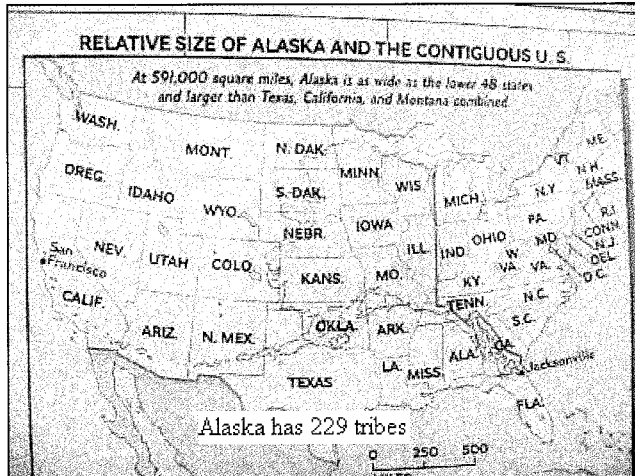 RELATIVE SIZE OF ALASKA AND THE CONTIGUOUS U. S.
At 591,000 square miles, Alaska is as wide as the lower 48 states
and larger than Texas, California, and Montana combined
WASH.
MONT.
N. DAK.
MINN.
WIS.
MICH.
VT.
ME.
N.H.
MASS.
OREG.
IDAHO
WYO.
S. DAK.
IOWA
N.Y.
PA.
R.I.
CONN.
N.J.
DEL.
D.C.
San Francisco
NEV.
UTAH
COLO.
NEBR.
ILL.
IND.
OHIO
W. VA.
VA.
MD.
CALIF.
KANS.
MO.
KY.
TENN.
N.C.
S.C.
ARIZ.
N. MEX.
OKLA.
ARK.
TEXAS
LA.
MISS.
ALA.
GA.
Jacksonville
FLA.
Alaska has 229 tribes
0 250 500